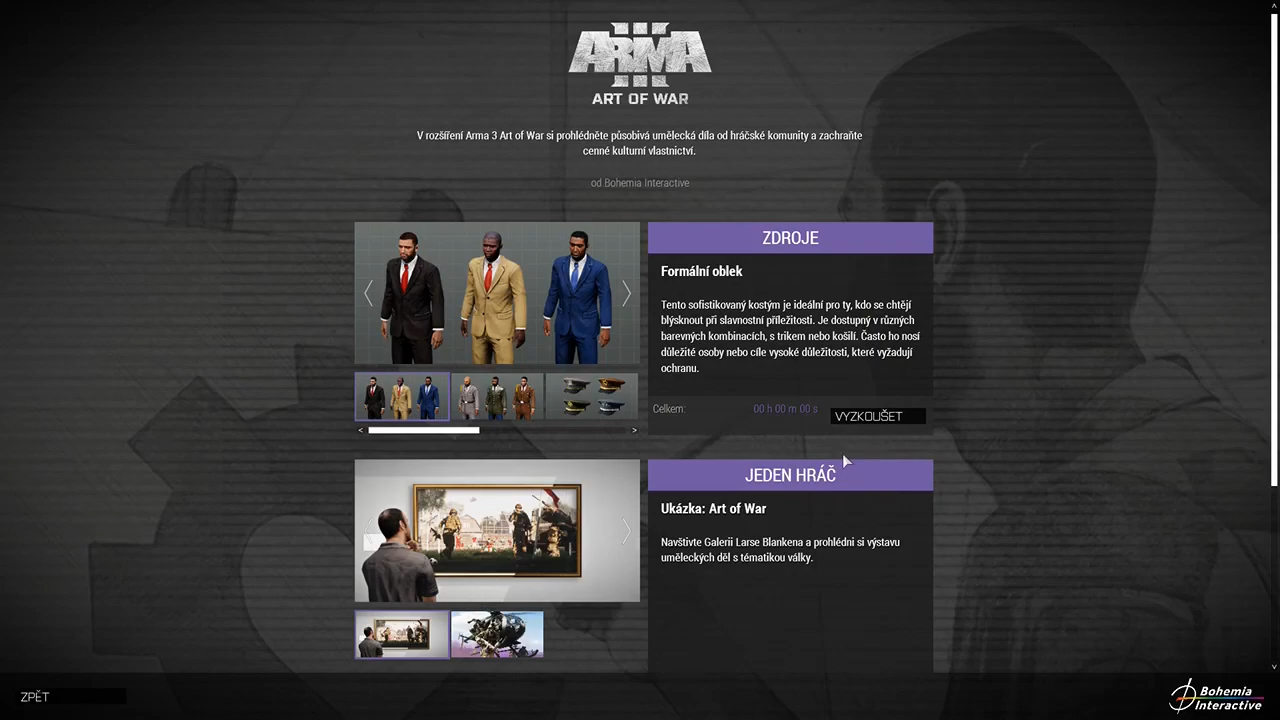 ARMA
III
ART OF WAR
V rozšíření Arma 3 Art of War si prohlédněte působivá umělecká díla od hráčské komunity a zachraňte
cenné kulturní vlastnictví.
od Bohemia Interactive
ZDROJE
Formální oblek
Tento sofistikovaný kostým je ideální pro ty, kdo se chtějí
blýsknout při slavnostní příležitosti. Je dostupný v různých
barevných kombinacích, s trikem nebo košilí. Často ho nosí
důležité osoby nebo cíle vysoké důležitosti, které vyžadují
ochranu.
Celkem: 00 h 00 m 00 s
VYZKOUŠET
JEDEN HRÁČ
Ukázka: Art of War
Navštivte Galerii Larse Blankena a prohlédni si výstavu
uměleckých děl s tématikou války.
ZPĚT
Bohemia
Interactive